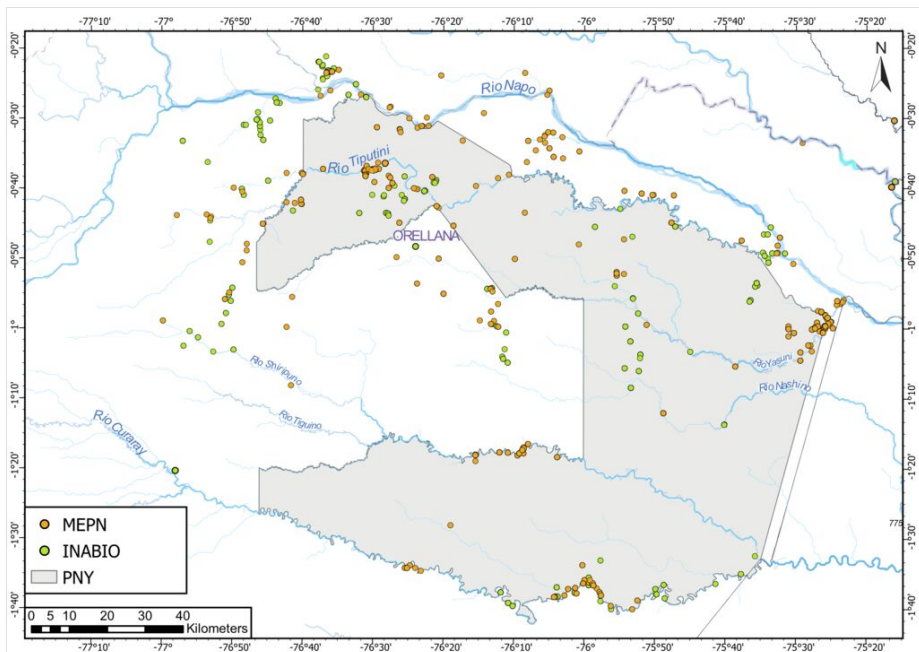 -77°10' -77° -76°50' -76°40' -76°30' -76°20' -76°10' -76° -75°50' -75°40' -75°30' -75°20'
-0°20' -0°20'
N
Rio Napo
-0°30' -0°30'
Rio Tiputini
-0°40' -0°40'
ORELLANA
-0°50' -0°50'
-1° -1°
Rio Yasuni
Rio Shiripuno
Rio Nashino
-1°10' -1°10'
Rio Tiguino
Rio Curaray
-1°20' -1°20'
MEPN
775
-1°30' -1°30'
INABIO
PNY
-1°40' -1°40'
0 5 10 20 30 40
Kilometers
-77°10' -77° -76°50' -76°40' -76°30' -76°20' -76°10' -76° -75°50' -75°40' -75°30' -75°20'